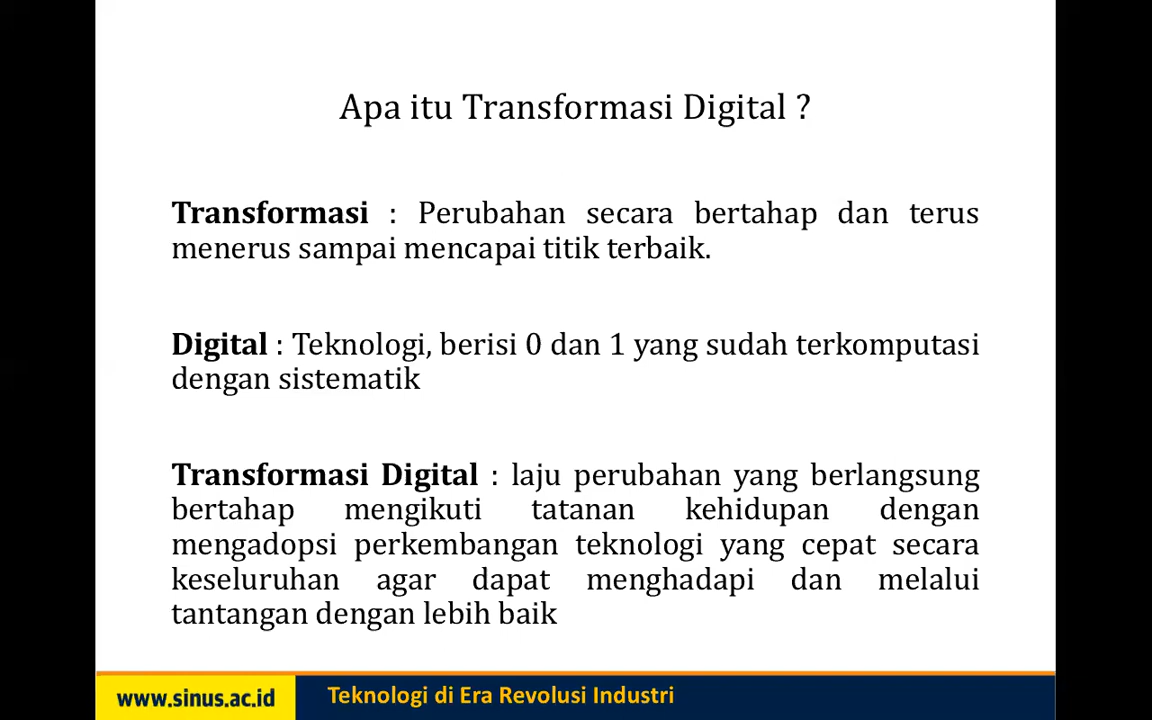 Apa itu Transformasi Digital ?
Transformasi : Perubahan secara bertahap dan terus
menerus sampai mencapai titik terbaik.
Digital : Teknologi, berisi 0 dan 1 yang sudah terkomputasi
dengan sistematik
Transformasi Digital : laju perubahan yang berlangsung
bertahap mengikuti tatanan kehidupan dengan
mengadopsi perkembangan teknologi yang cepat secara
keseluruhan agar dapat menghadapi dan melalui
tantangan dengan lebih baik
www.sinus.ac.id
Teknologi di Era Revolusi Industri